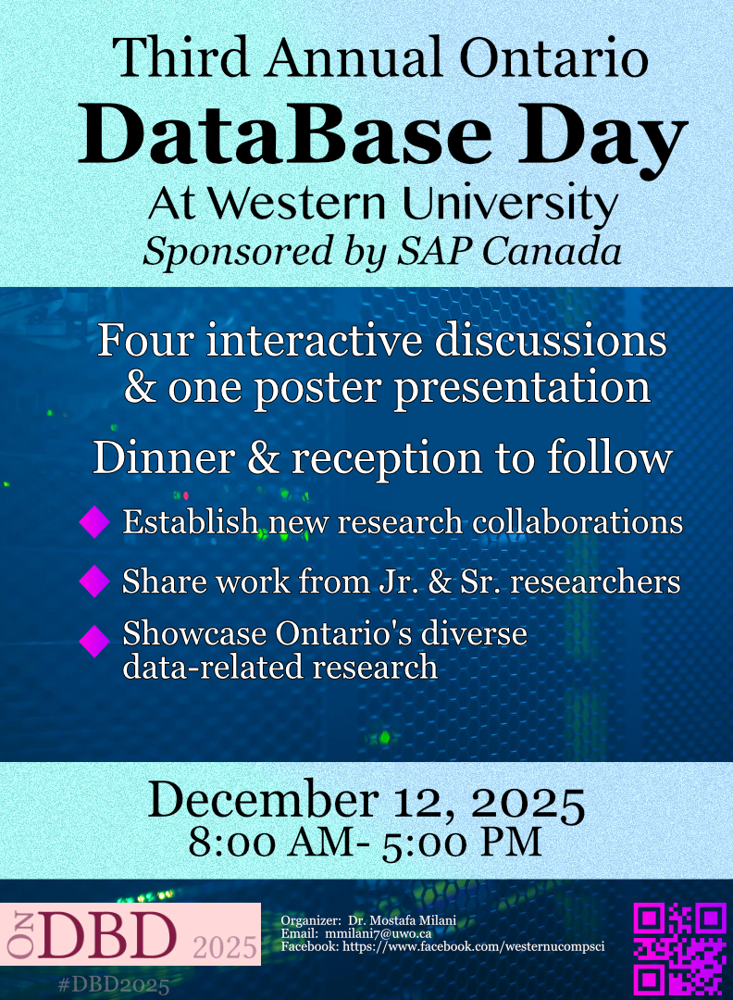 Third Annual Ontario
DataBase Day
At Western University
Sponsored by SAP Canada
Four interactive discussions
& one poster presentation
Dinner & reception to follow
Establish new research collaborations
Share work from Jr. & Sr. researchers
Showcase Ontario's diverse
data-related research
December 12, 2025
8:00 AM- 5:00 PM
ON DBD 2025
#DBD2025
Organizer: Dr. Mostafa Milani
Email: mmilani7@uwo.ca
Facebook: https://www.facebook.com/westernucompsci